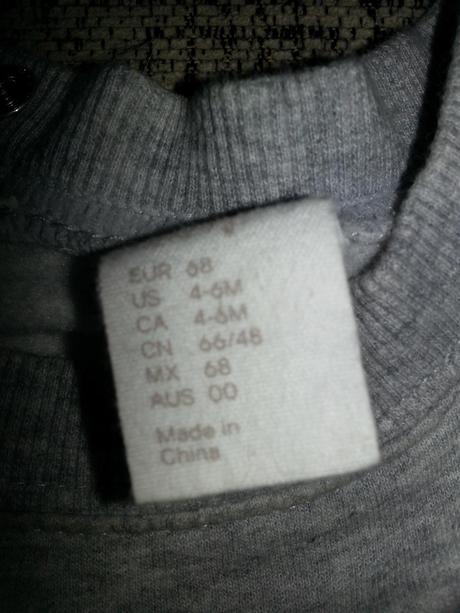 EUR 68
US 4-6M
CA 4-6M
CN 66/48
MX 68
AUS 00
Made in
China